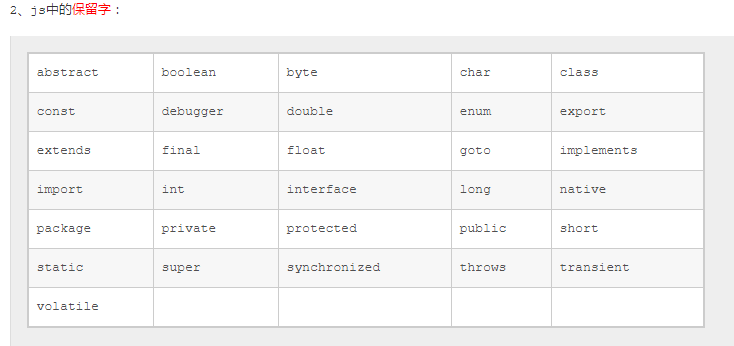 2、js中的保留字：
abstract boolean byte char class
const debugger double enum export
extends final float goto implements
import int interface long native
package private protected public short
static super synchronized throws transient
volatile